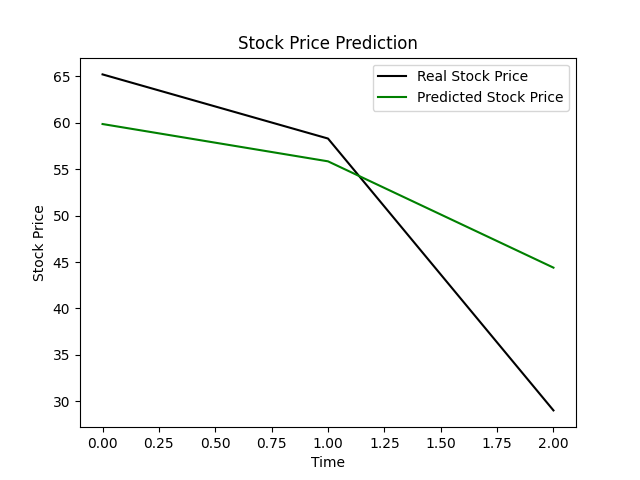 Stock Price Prediction
Real Stock Price
Predicted Stock Price
Stock Price
65
60
55
50
45
40
35
30
0.00 0.25 0.50 0.75 1.00 1.25 1.50 1.75 2.00
Time